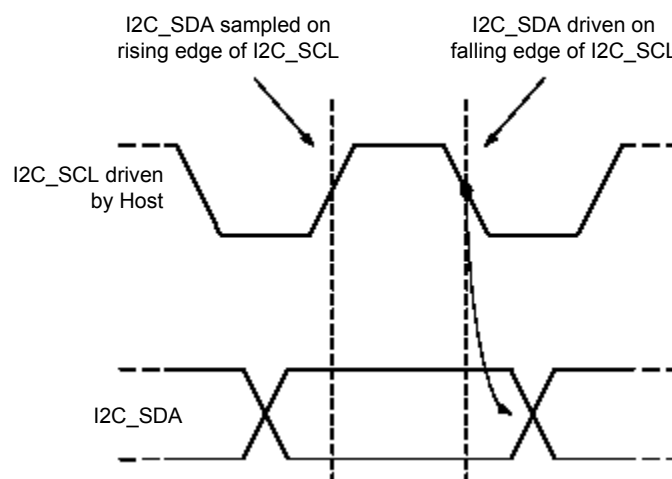 I2C_SDA sampled on
rising edge of I2C_SCL
I2C_SDA driven on
falling edge of I2C_SCL
I2C_SCL driven
by Host
I2C_SDA